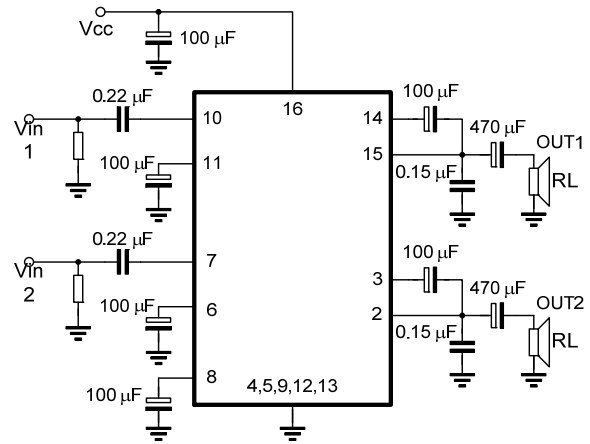 Vcc
100 µF
0.22 µF
Vin
1
10
16
14
100 µF
470 µF
OUT1
100 µF
11
15
0.15 µF
RL
0.22 µF
Vin
2
7
3
100 µF
470 µF
OUT2
100 µF
6
2
0.15 µF
RL
100 µF
8
4,5,9,12,13